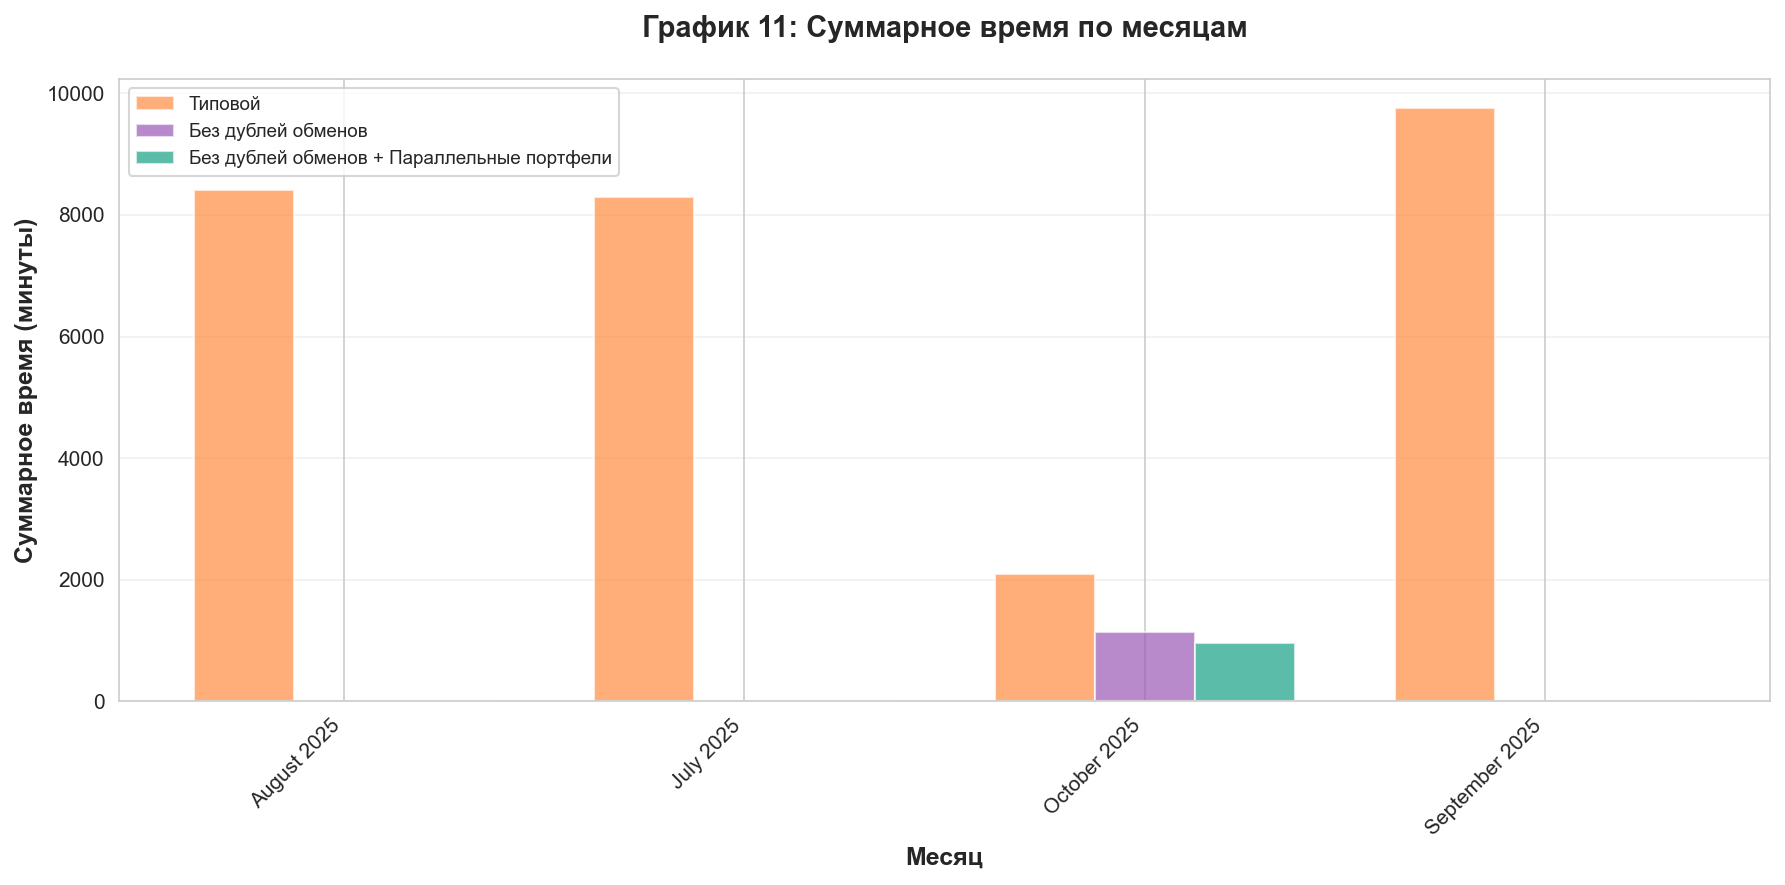 График 11: Суммарное время по месяцам
Типовой
Без дублей обменов
Без дублей обменов + Параллельные портфели
Суммарное время (минуты)
10000
8000
6000
4000
2000
0
August 2025
July 2025
October 2025
September 2025
Месяц